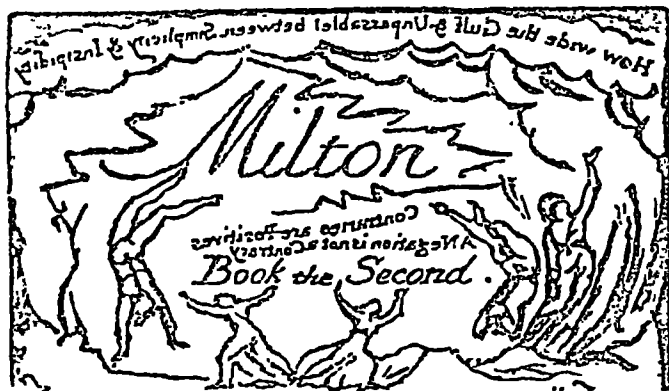 How wide the Gulf & Unpassable! between Simplicity & Insipidity
Milton
Contraries are Positives
A Negation is not a Contrary
Book the Second .